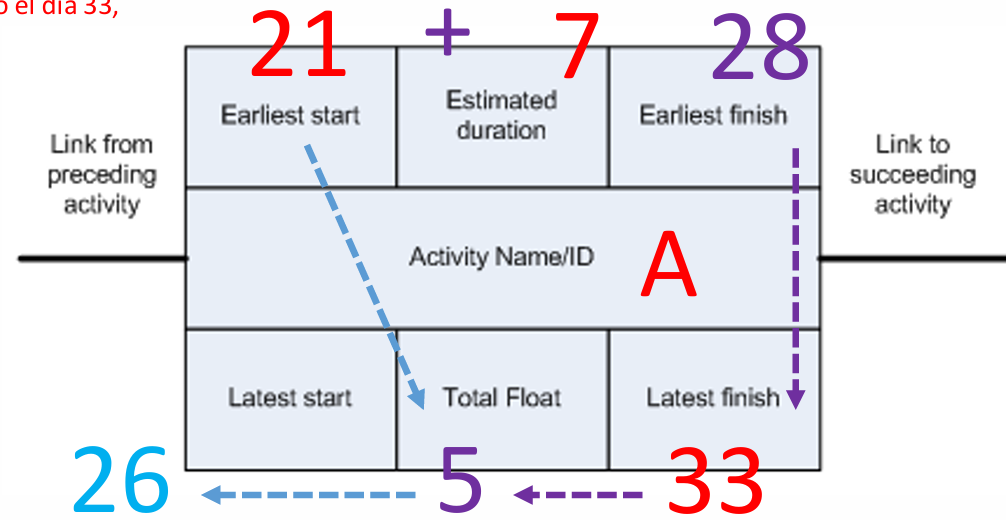 o el día 33,
21 + 7 28
Earliest start
Estimated
duration
Earliest finish
Link from
preceding
activity
Link to
succeeding
activity
Activity Name/ID A
Latest start
Total Float
Latest finish
26 5 33